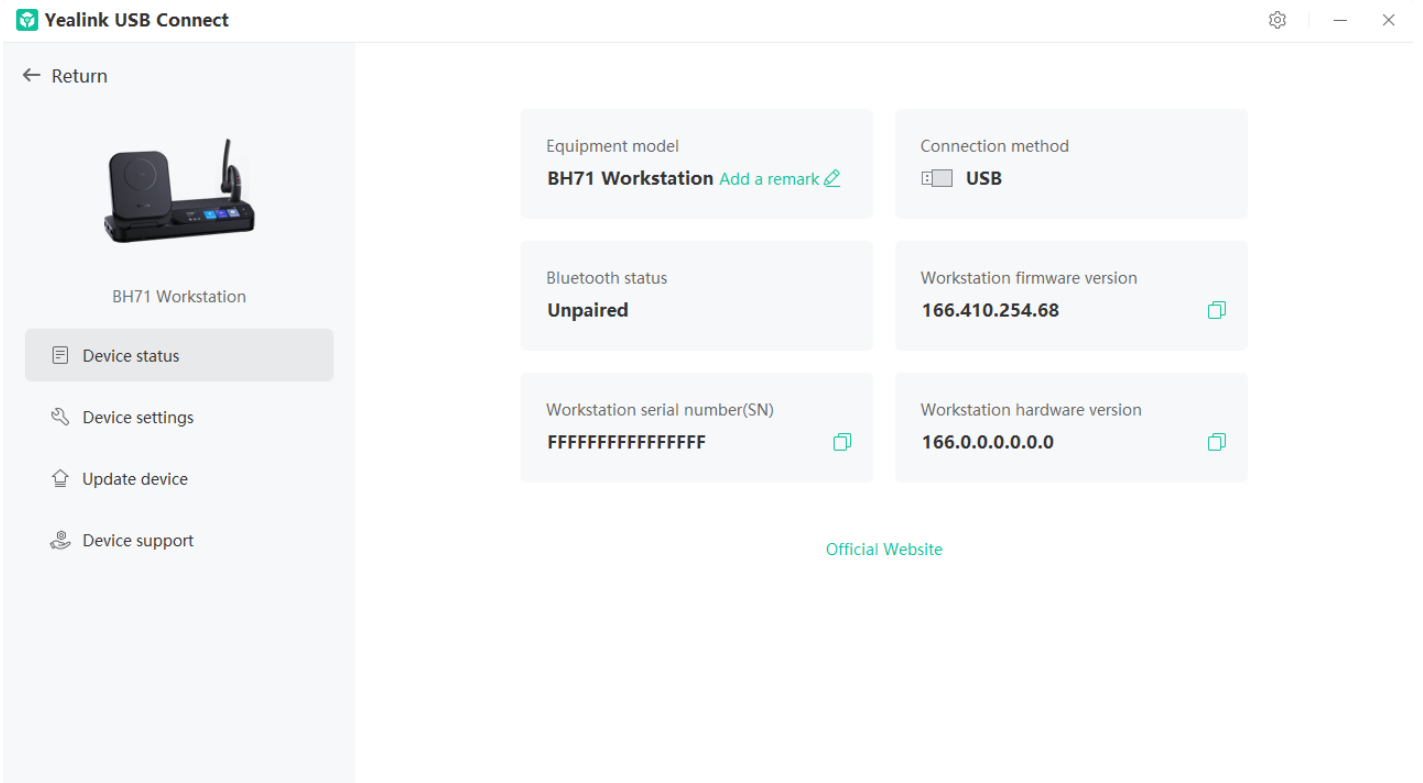 Yealink USB Connect
Return
BH71 Workstation
Device status
Device settings
Update device
Device support
Equipment model
BH71 Workstation Add a remark
Connection method
USB
Bluetooth status
Unpaired
Workstation firmware version
166.410.254.68
Workstation serial number(SN)
FFFFFFFFFFFFFFFF
Workstation hardware version
166.0.0.0.0.0.0
Official Website